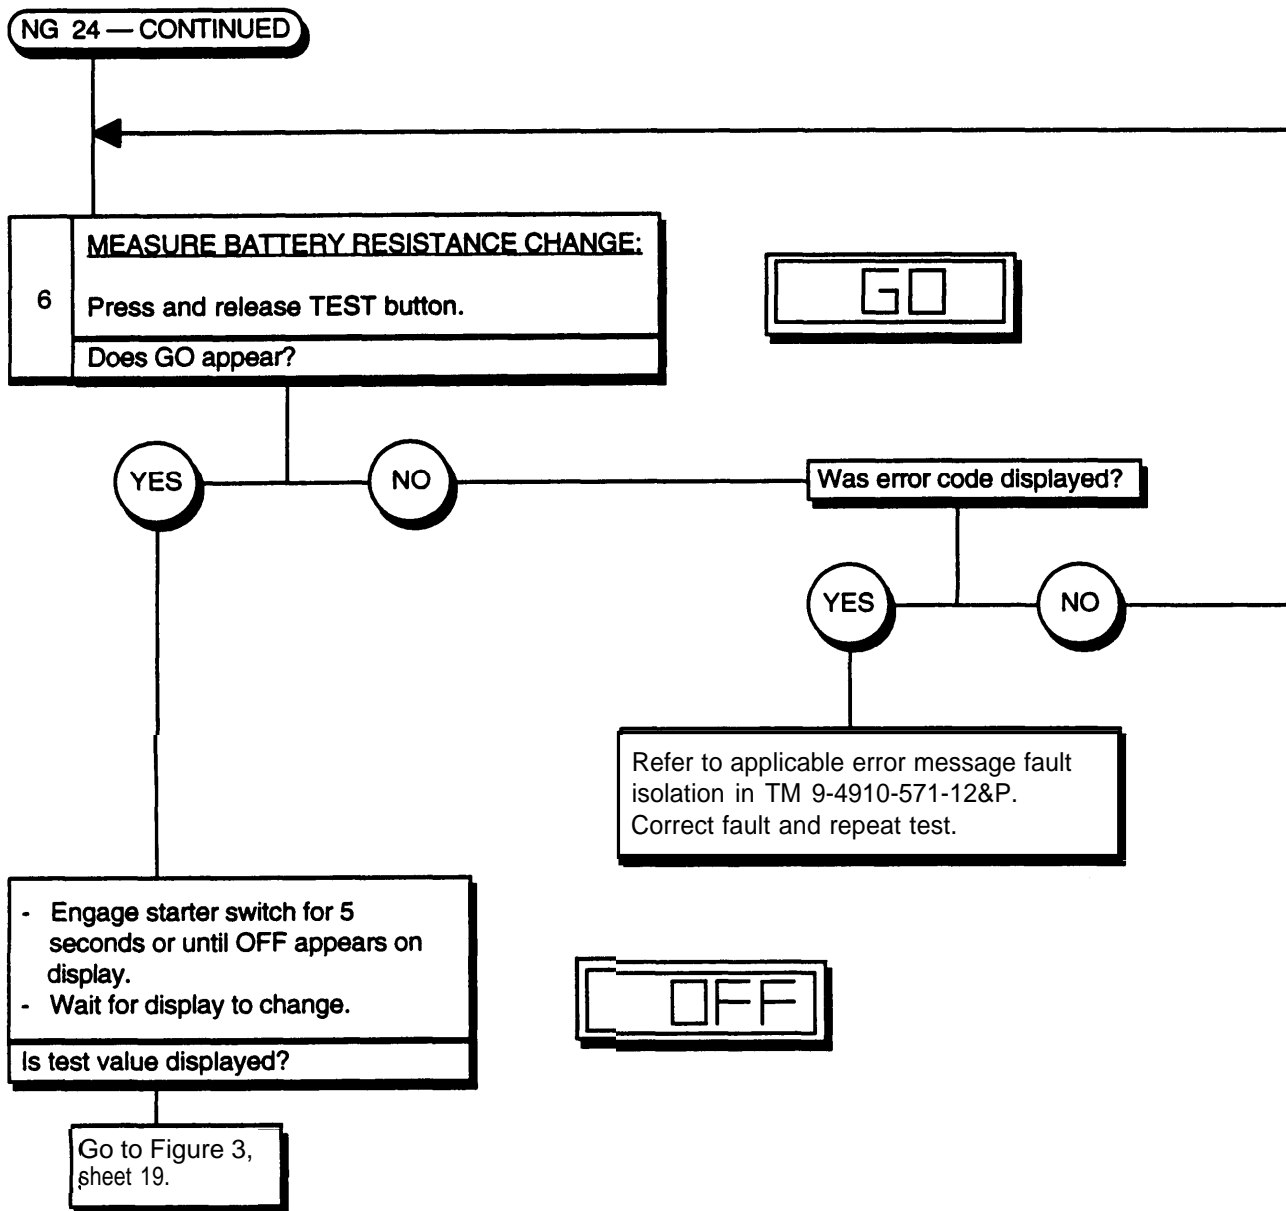 NG 24 — CONTINUED
6
MEASURE BATTERY RESISTANCE CHANGE:
Press and release TEST button.
Does GO appear?
GO
YES
NO
Was error code displayed?
YES
NO
Refer to applicable error message fault
isolation in TM 9-4910-571-12&P.
Correct fault and repeat test.
- Engage starter switch for 5
seconds or until OFF appears on
display.
- Wait for display to change.
Is test value displayed?
OFF
Go to Figure 3,
sheet 19.